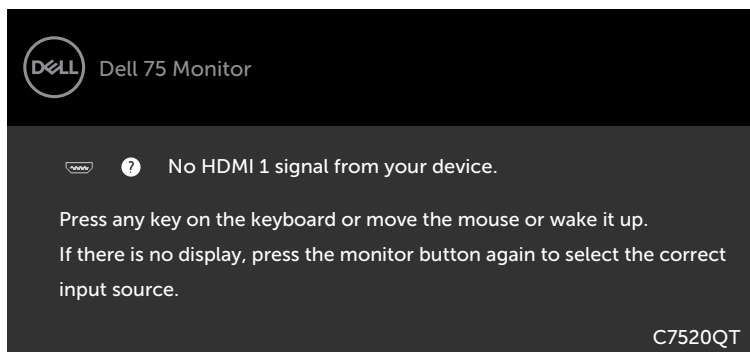 DELL
Dell 75 Monitor
? No HDMI 1 signal from your device.
Press any key on the keyboard or move the mouse or wake it up.
If there is no display, press the monitor button again to select the correct
input source.
C7520QT